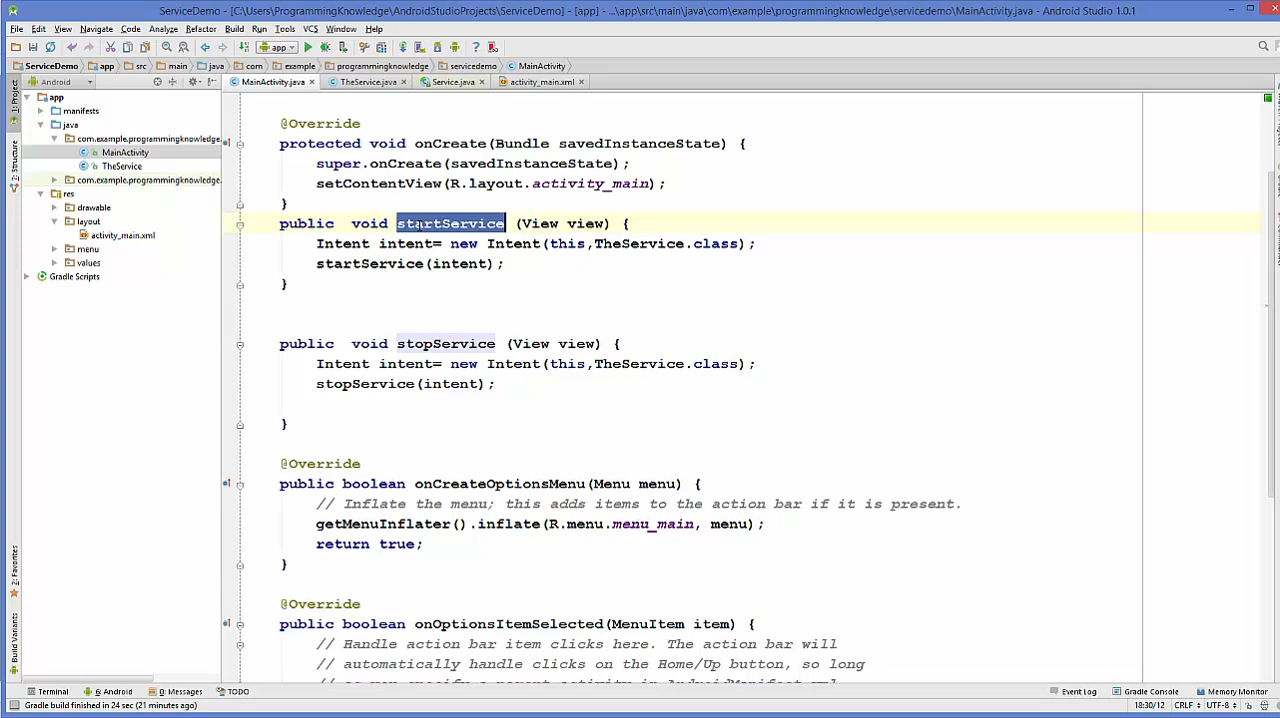 ServiceDemo - [C:\Users\ProgrammingKnowledge\AndroidStudioProjects\ServiceDemo] - [app] - ...\app\src\main\java\com\example\programmingknowledge\servicedemo\MainActivity.java - Android Studio 1.0.1
File Edit View Navigate Code Analyze Refactor Build Run Tools VCS Window Help
app
ServiceDemo app src main java com example programmingknowledge servicedemo MainActivity
Android
MainActivity.java TheService.java Service.java activity_main.xml
1: Project
Z: Structure
2: Favorites
Build Variants
app
manifests
java
com.example.programmingknowledge.
MainActivity
TheService
com.example.programmingknowledge.
res
drawable
layout
activity_main.xml
menu
values
Gradle Scripts
@Override
protected void onCreate(Bundle savedInstanceState) {
super.onCreate(savedInstanceState);
setContentView(R.layout.activity_main);
}
public void startService (View view) {
Intent intent= new Intent(this,TheService.class);
startService(intent);
}
public void stopService (View view) {
Intent intent= new Intent(this,TheService.class);
stopService(intent);
}
@Override
public boolean onCreateOptionsMenu(Menu menu) {
// Inflate the menu; this adds items to the action bar if it is present.
getMenuInflater().inflate(R.menu.menu_main, menu);
return true;
}
@Override
public boolean onOptionsItemSelected(MenuItem item) {
// Handle action bar item clicks here. The action bar will
// automatically handle clicks on the Home/Up button, so long
Terminal 6: Android 0: Messages TODO Event Log Gradle Console Memory Monitor
Gradle build finished in 24 sec (21 minutes ago) 18:30/12 CRLF UTF-8